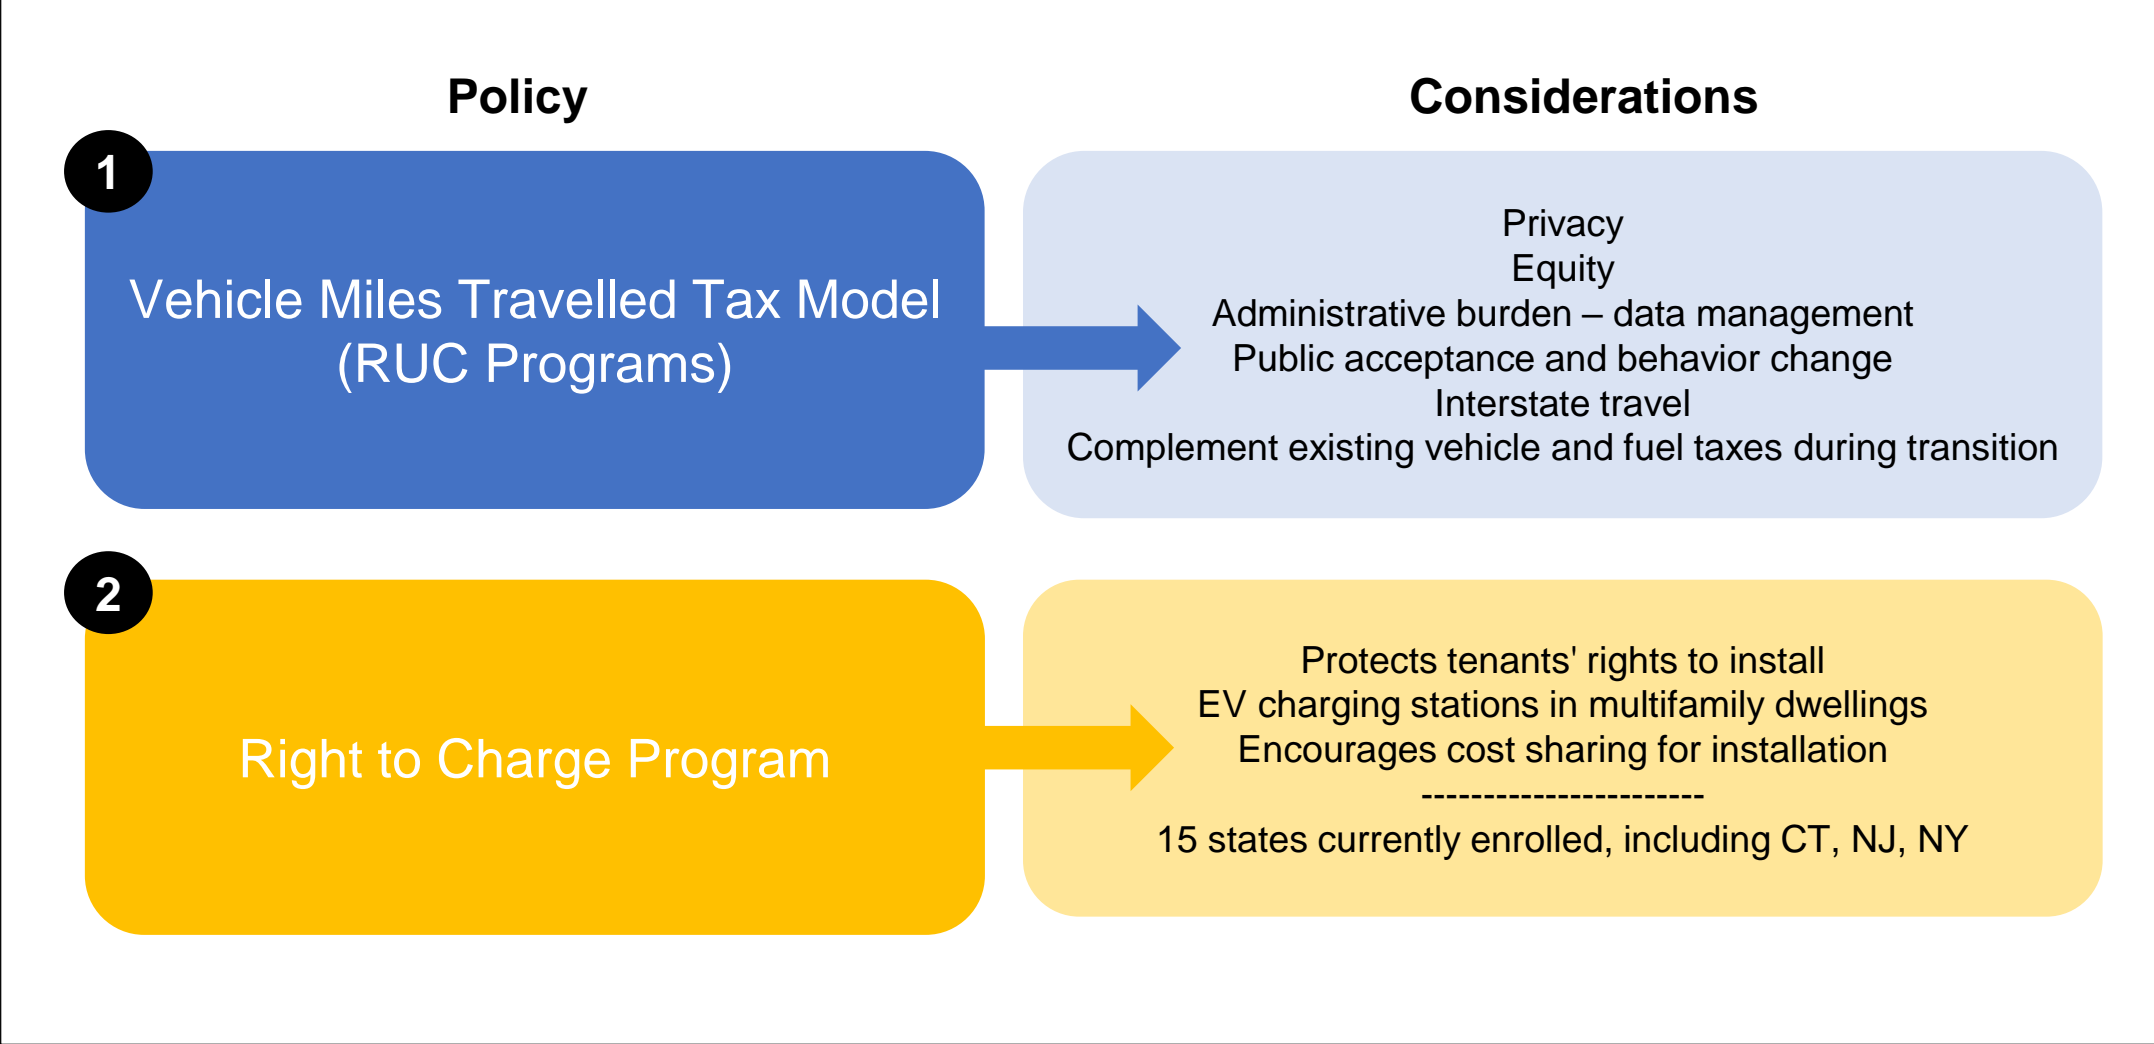 Policy
Considerations
1
Vehicle Miles Travelled Tax Model
(RUC Programs)
Privacy
Equity
Administrative burden – data management
Public acceptance and behavior change
Interstate travel
Complement existing vehicle and fuel taxes during transition
2
Right to Charge Program
Protects tenants' rights to install
EV charging stations in multifamily dwellings
Encourages cost sharing for installation
-----------------------
15 states currently enrolled, including CT, NJ, NY